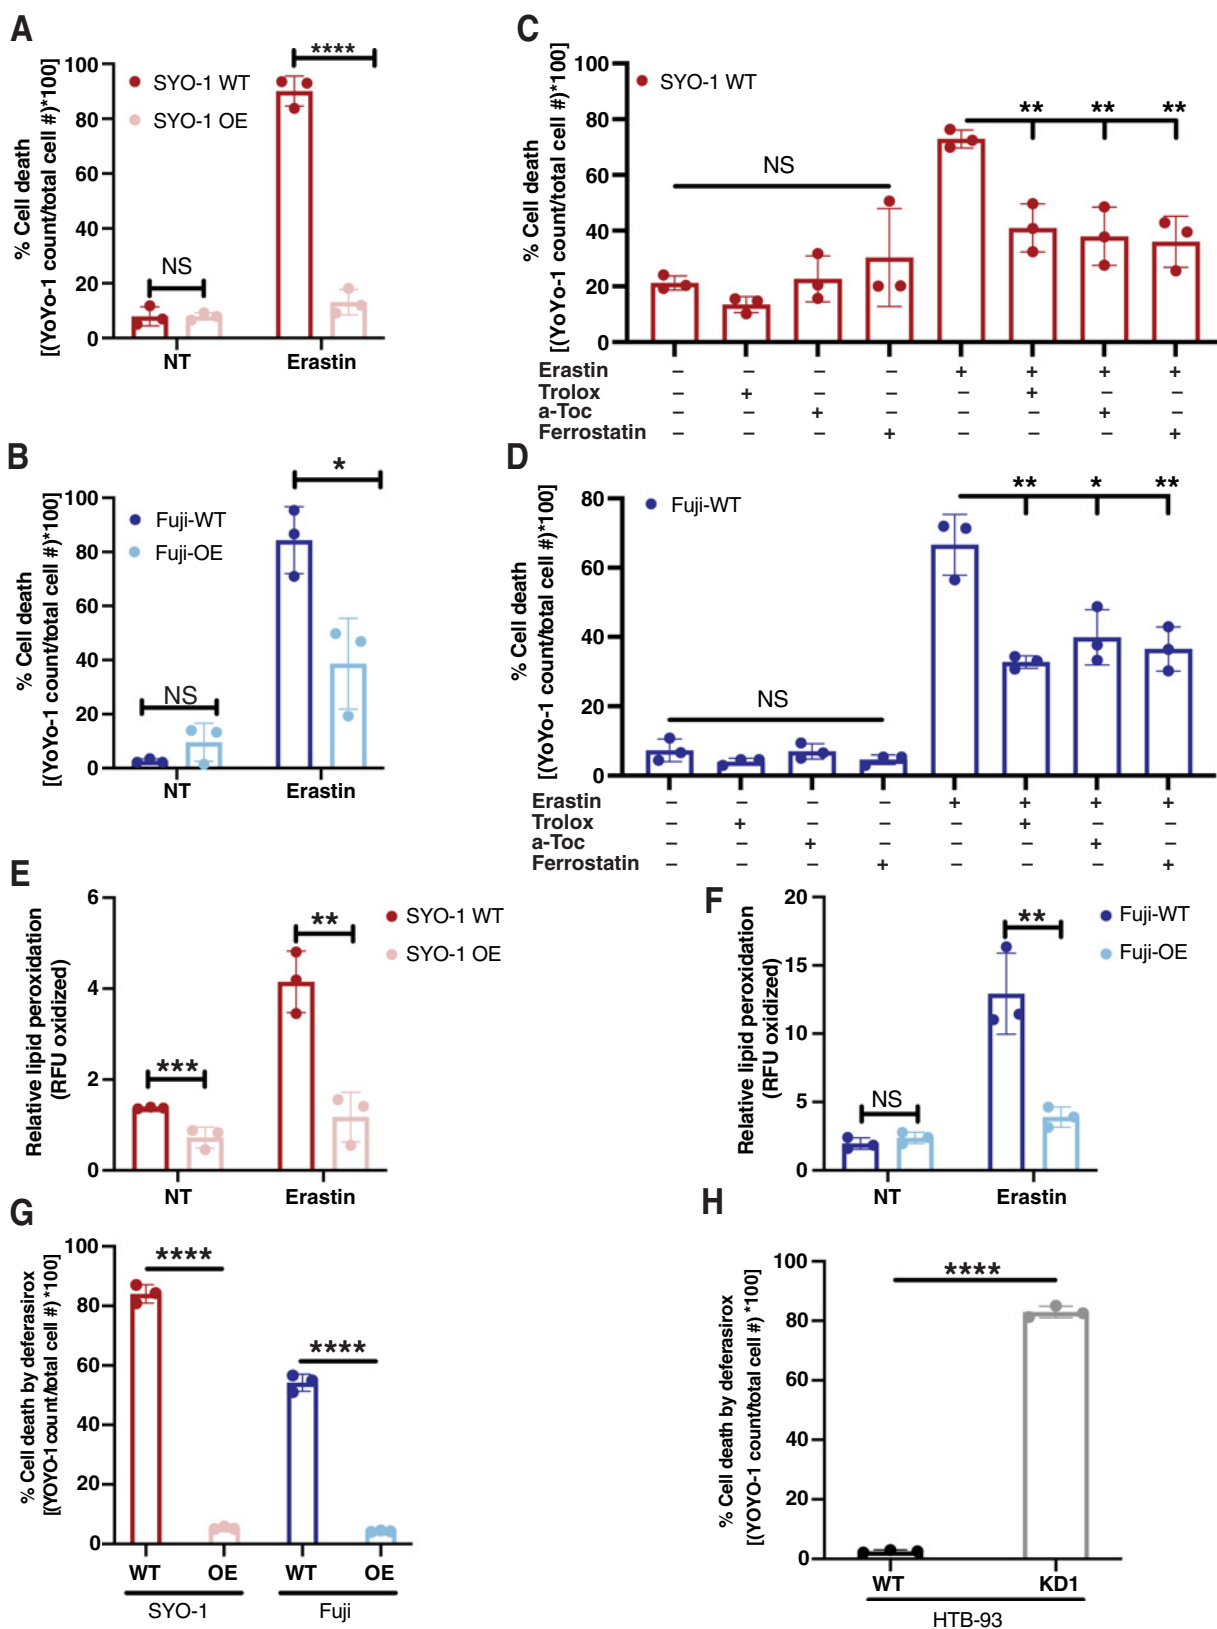 A
% Cell death
[(YoYo-1 count/total cell #)*100]
100
80
60
40
20
0
SYO-1 WT
SYO-1 OE
NS
****
NT
Erastin
C
% Cell death
[(YoYo-1 count/total cell #)*100]
100
80
60
40
20
0
SYO-1 WT
NS
** ** **
Erastin – – – – + + + +
Trolox – + – – – + – –
a-Toc – – + – – – + –
Ferrostatin – – – + – – – +
B
% Cell death
[(YoYo-1 count/total cell #)*100]
100
80
60
40
20
0
Fuji-WT
Fuji-OE
NS
*
NT
Erastin
D
% Cell death
[(YoYo-1 count/total cell #)*100]
80
60
40
20
0
Fuji-WT
NS
** * **
Erastin – – – – + + + +
Trolox – + – – – + – –
a-Toc – – + – – – + –
Ferrostatin – – – + – – – +
E
Relative lipid peroxidation
(RFU oxidized)
6
4
2
0
SYO-1 WT
SYO-1 OE
***
**
NT
Erastin
F
Relative lipid peroxidation
(RFU oxidized)
20
15
10
5
0
Fuji-WT
Fuji-OE
NS
**
NT
Erastin
G
% Cell death by deferasirox
[(YOYO-1 count/total cell #) *100]
100
80
60
40
20
0
****
****
WT OE WT OE
SYO-1 Fuji
H
% Cell death by deferasirox
[(YOYO-1 count/total cell #) *100]
100
80
60
40
20
0
****
WT KD1
HTB-93